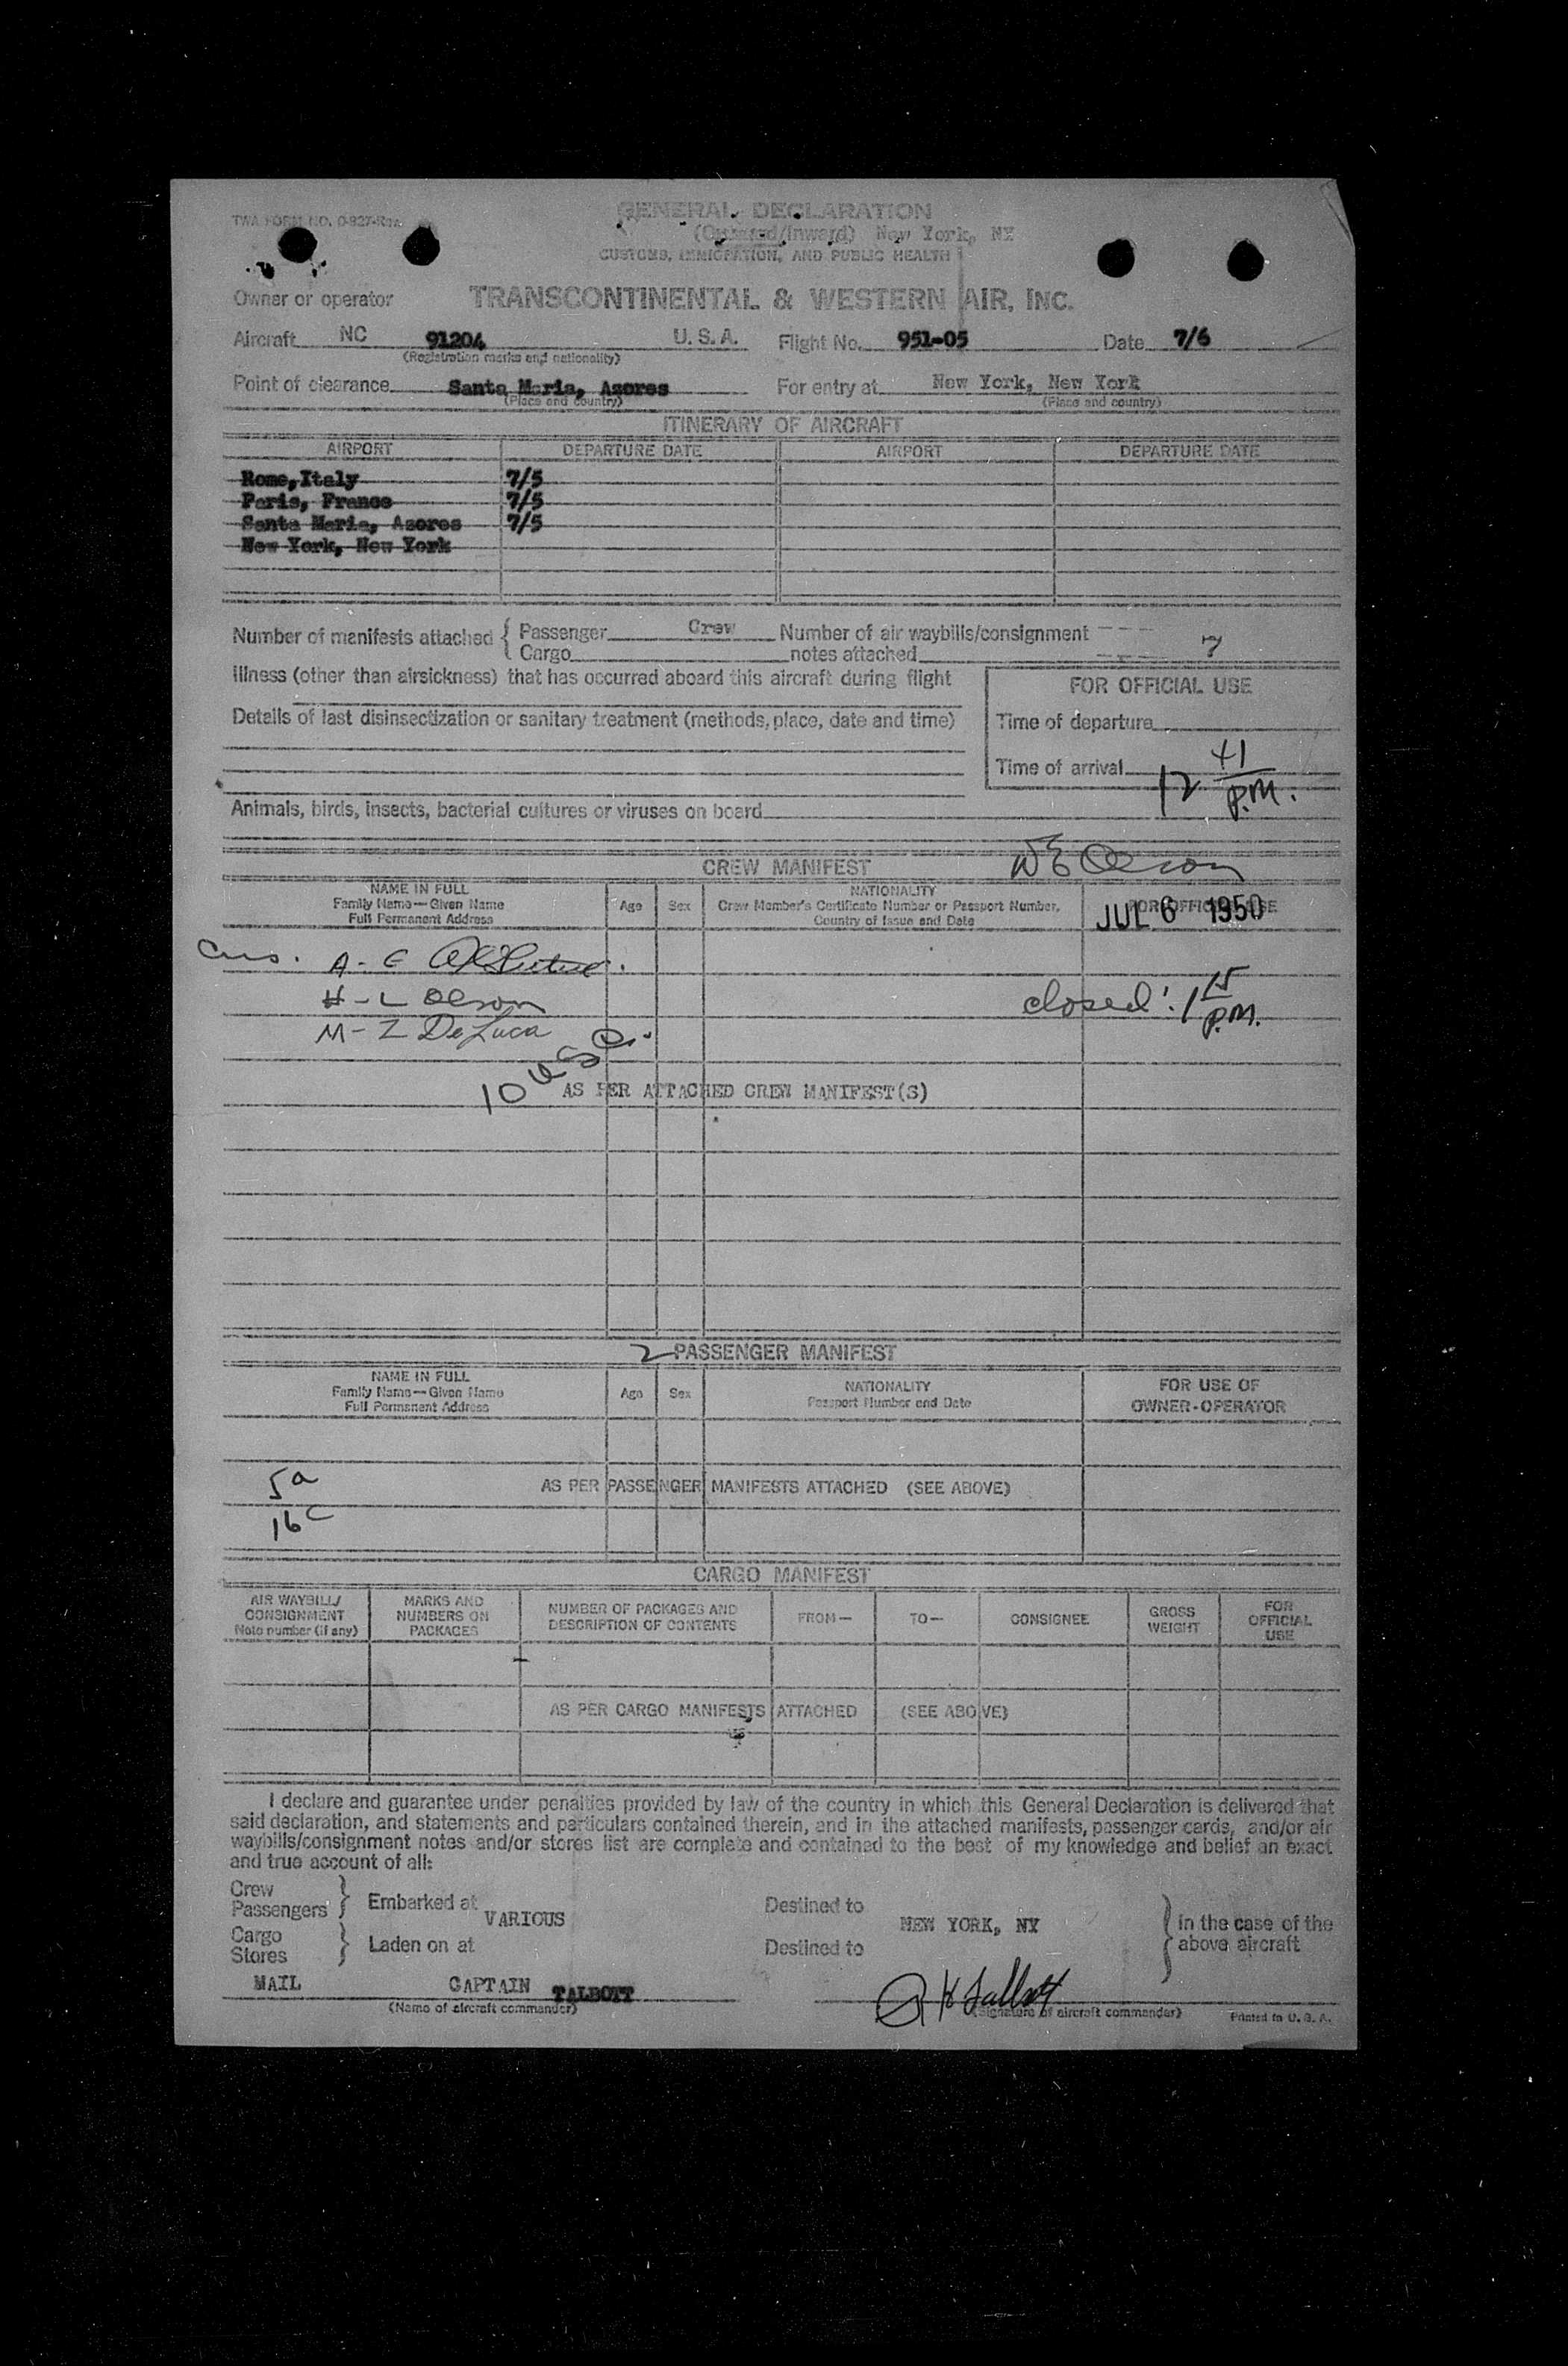 TWA FORM NO. 0-827-Rev.
GENERAL DECLARATION
(Outward/Inward) New York, NY
CUSTOMS, IMMIGRATION, AND PUBLIC HEALTH
Owner or operator TRANSCONTINENTAL & WESTERN AIR, INC.
Aircraft NC 91204 U.S.A. Flight No. 951-05 Date 7/6
(Registration marks and nationality)
Point of clearance Santa Maria, Azores For entry at New York, New York
(Place and country) (Place and country)
ITINERARY OF AIRCRAFT
AIRPORT DEPARTURE DATE AIRPORT DEPARTURE DATE
Rome, Italy 7/5
Paris, France 7/5
Santa Maria, Azores 7/5
New York, New York
Number of manifests attached { Passenger Crew Number of air waybills/consignment
Cargo notes attached 7
Illness (other than airsickness) that has occurred aboard this aircraft during flight
FOR OFFICIAL USE
Details of last disinsectization or sanitary treatment (methods, place, date and time)
Time of departure
Time of arrival 12 41 P.M.
Animals, birds, insects, bacterial cultures or viruses on board
W E Olson
CREW MANIFEST
NAME IN FULL
Family Name—Given Name
Full Permanent Address
Age Sex
NATIONALITY
Crew Member's Certificate Number or Passport Number,
Country of Issue and Date
FOR OFFICIAL USE
JUL 6 1950
Cus. A-C
H-L Olson
M-Z DeLuca
closed: 1 15 P.M.
10 USC.
AS PER ATTACHED CREW MANIFEST(S)
2 PASSENGER MANIFEST
NAME IN FULL
Family Name—Given Name
Full Permanent Address
Age Sex
NATIONALITY
Passport Number and Date
FOR USE OF
OWNER-OPERATOR
5a
AS PER PASSENGER MANIFESTS ATTACHED (SEE ABOVE)
16c
CARGO MANIFEST
AIR WAYBILL/
CONSIGNMENT
Note number (if any)
MARKS AND
NUMBERS ON
PACKAGES
NUMBER OF PACKAGES AND
DESCRIPTION OF CONTENTS
FROM—
TO—
CONSIGNEE
GROSS
WEIGHT
FOR
OFFICIAL
USE
AS PER CARGO MANIFESTS ATTACHED (SEE ABOVE)
I declare and guarantee under penalties provided by law of the country in which this General Declaration is delivered that
said declaration, and statements and particulars contained therein, and in the attached manifests, passenger cards, and/or air
waybills/consignment notes and/or stores list are complete and contained to the best of my knowledge and belief an exact
and true account of all:
Crew
Passengers } Embarked at VARIOUS Destined to NEW YORK, NY
Cargo
Stores } Laden on at Destined to
} in the case of the
above aircraft
MAIL CAPTAIN TALBOTT
(Name of aircraft commander)
Talbott
(Signature of aircraft commander) Printed in U.S.A.